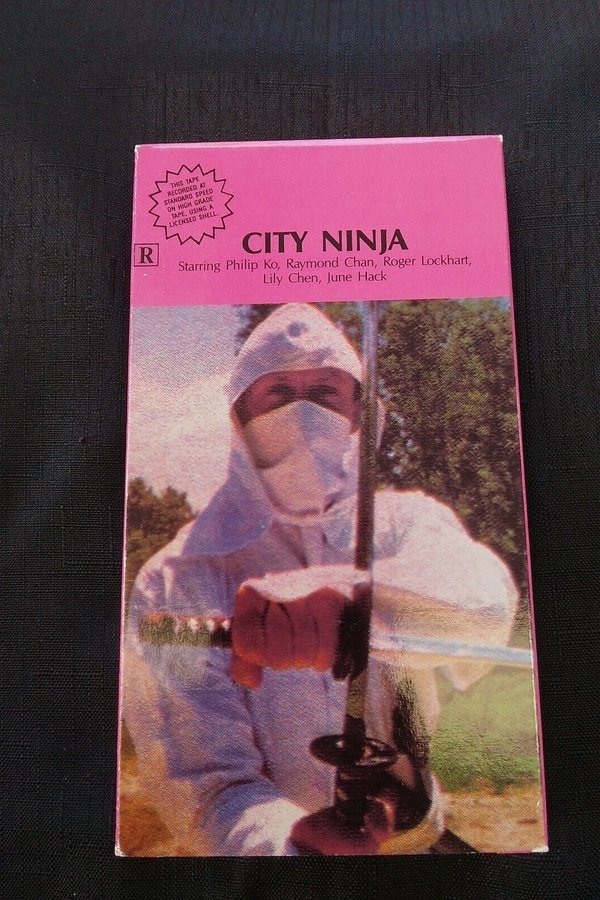 THIS TAPE
RECORDED AT
STANDARD SPEED
ON HIGH GRADE
TAPE, USING A
LICENSED SHELL.
R
CITY NINJA
Starring Philip Ko, Raymond Chan, Roger Lockhart,
Lily Chen, June Hack